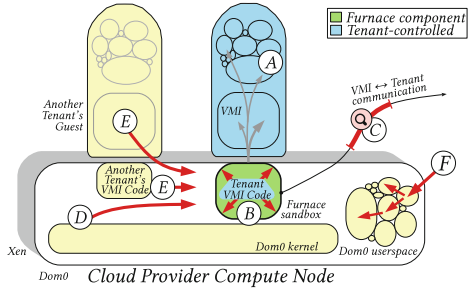 Furnace component
Tenant-controlled
A
VMI ↔ Tenant
communication
Another
Tenant's
Guest
E
VMI
C
Another
Tenant's
VMI Code
E
Tenant
VMI Code
F
D
B
Furnace
sandbox
Dom0 kernel
Dom0 userspace
Xen
Dom0
Cloud Provider Compute Node